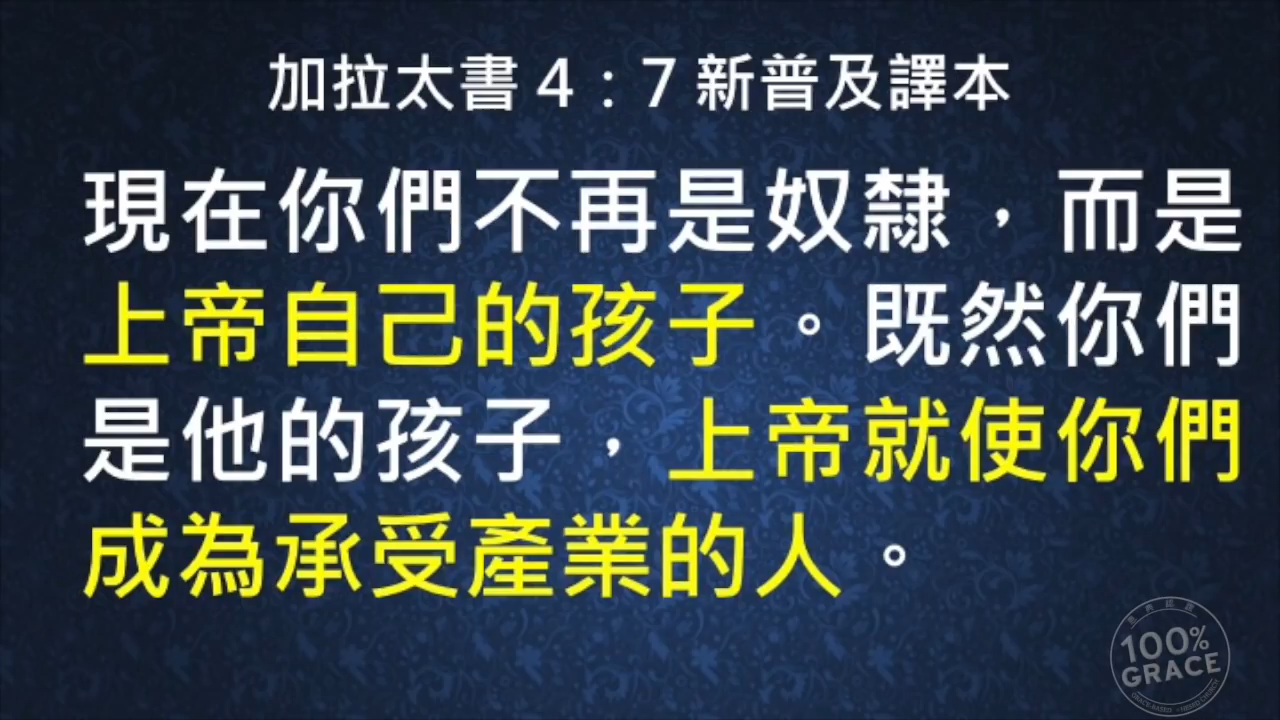 加拉太書 4：7 新普及譯本
現在你們不再是奴隸，而是
上帝自己的孩子。既然你們
是他的孩子，上帝就使你們
成為承受產業的人。
100%
GRACE